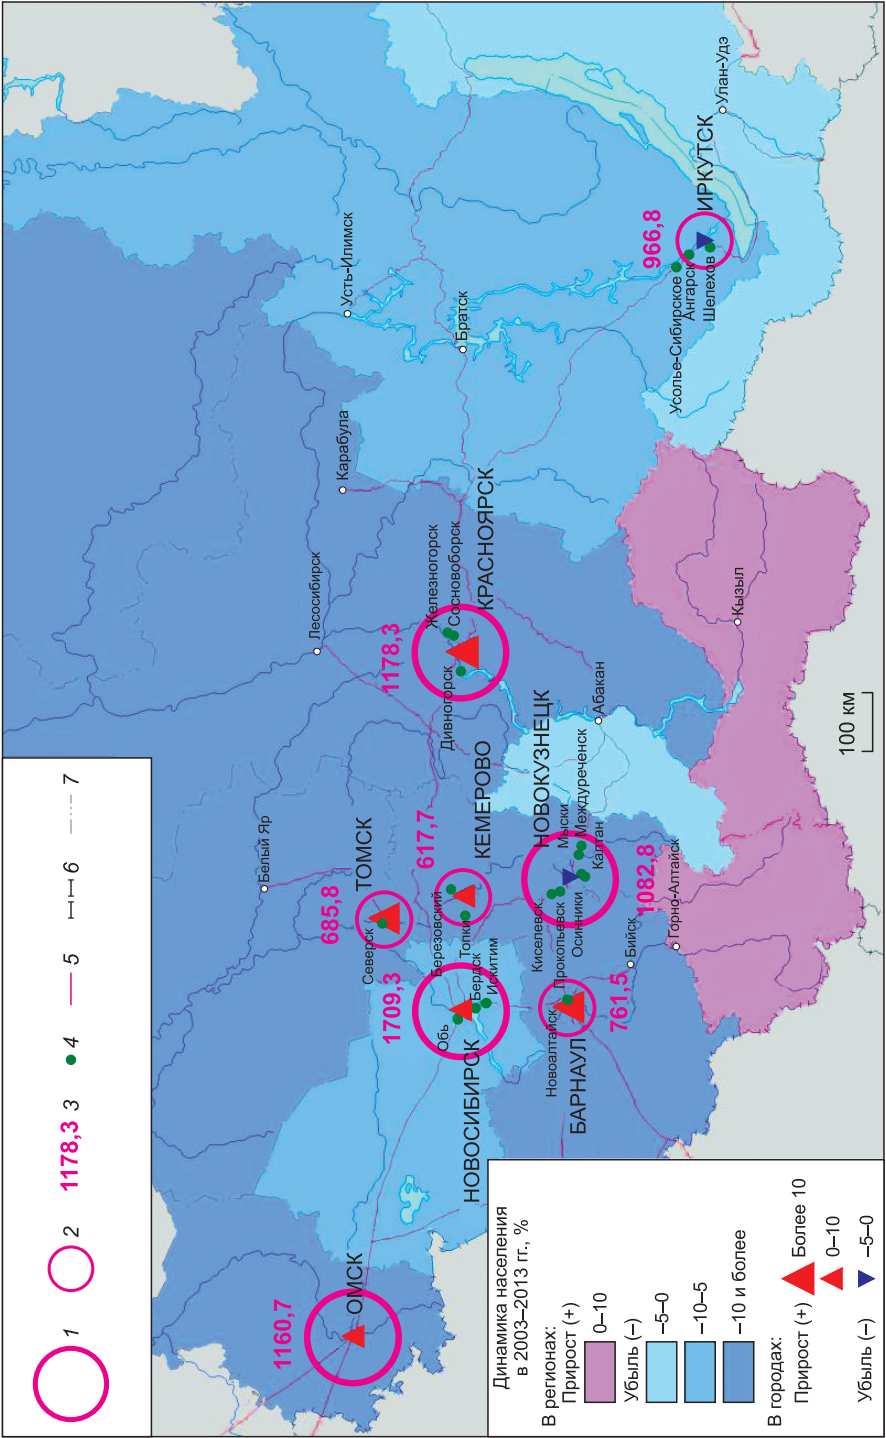 1
2
1178,3 3
4
5
6
7
Белый Яр
Лесосибирск
Карабула
Усть-Илимск
Братск
Улан-Удэ
ИРКУТСК
966,8
Усолье-Сибирское
Ангарск
Шелехов
Железногорск
Сосновоборск
КРАСНОЯРСК
1178,3
Дивногорск
ТОМСК
685,8
Северск
617,7
КЕМЕРОВО
Березовский
Топки
НОВОКУЗНЕЦК
Мыски
Междуреченск
Калтан
Киселевск
Прокопьевск
Осинники
1082,8
Абакан
Кызыл
1709,3
Обь
Бердск
Искитим
НОВОСИБИРСК
Новоалтайск
БАРНАУЛ
761,5
Бийск
Горно-Алтайск
1160,7
ОМСК
100 км
Динамика населения
в 2003–2013 гг., %
В регионах:
Прирост (+)
0–10
Убыль (–)
–5–0
–10–5
–10 и более
В городах:
Прирост (+)
Более 10
0–10
Убыль (–)
–5–0